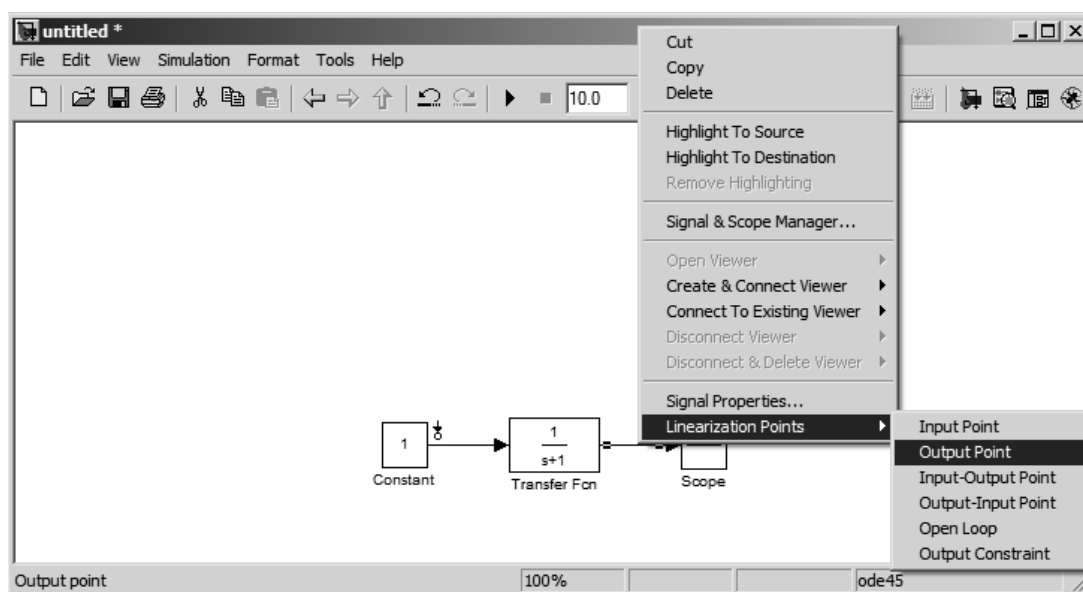 untitled *
File Edit View Simulation Format Tools Help
10.0
Cut
Copy
Delete
Highlight To Source
Highlight To Destination
Remove Highlighting
Signal & Scope Manager...
Open Viewer
Create & Connect Viewer
Connect To Existing Viewer
Disconnect Viewer
Disconnect & Delete Viewer
Signal Properties...
Linearization Points
Input Point
Output Point
Input-Output Point
Output-Input Point
Open Loop
Output Constraint
1
Constant
1
s+1
Transfer Fcn
Scope
Output point 100% ode45